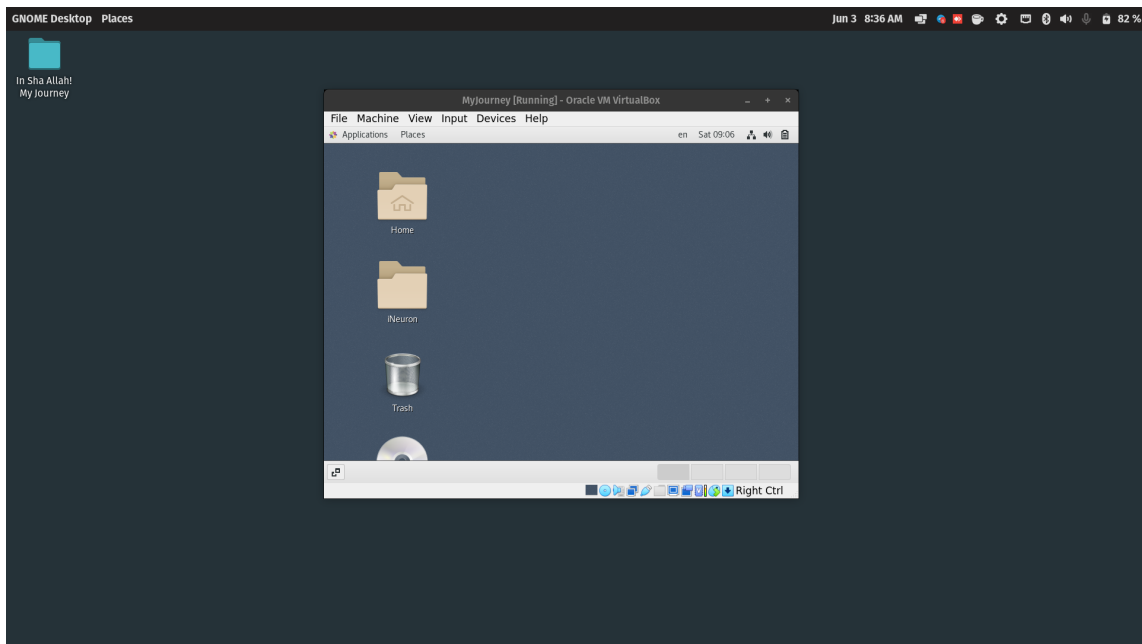 GNOME Desktop Places Jun 3 8:36 AM 82 %
In Sha Allah!
My Journey
MyJourney [Running] - Oracle VM VirtualBox
File Machine View Input Devices Help
Applications Places en Sat 09:06
Home
iNeuron
Trash
Right Ctrl